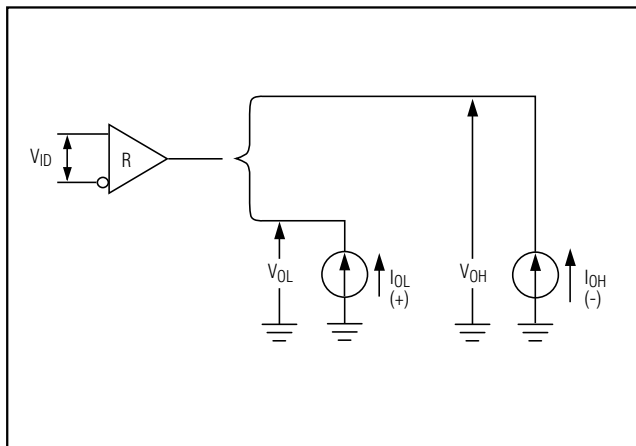 V_ID
R
V_OL
I_OL
(+)
V_OH
I_OH
(-)